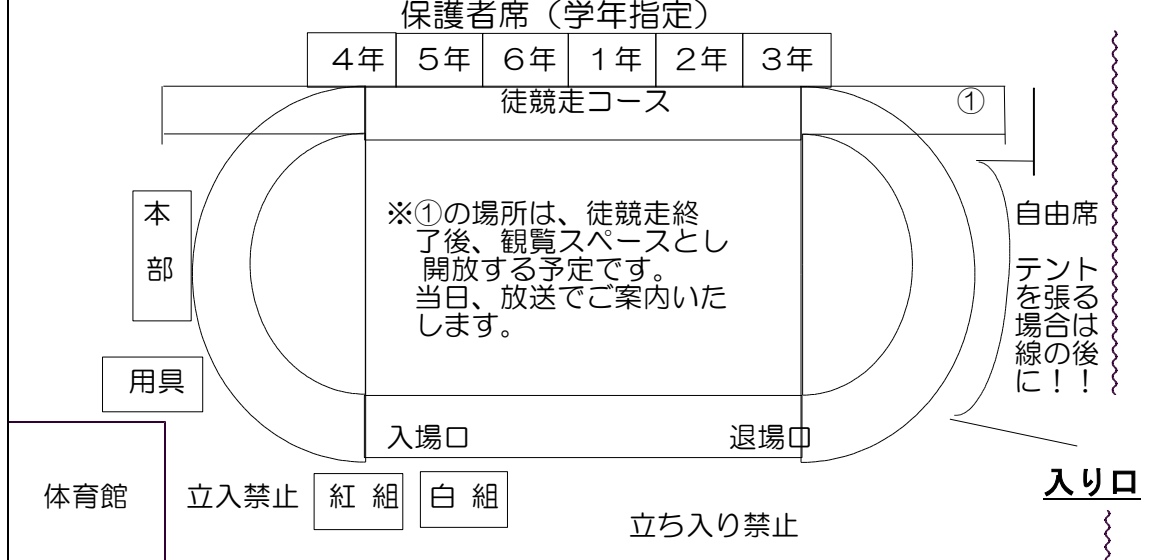 保護者席（学年指定）
４年
５年
６年
１年
２年
３年
徒競走コース
①
本
部
※①の場所は、徒競走終
了後、観覧スペースとし
開放する予定です。
当日、放送でご案内いた
します。
自由席
テント
を張る
場合は
線の後
に！！
用具
入場口
退場口
体育館
立入禁止
紅 組
白 組
入り口
立ち入り禁止